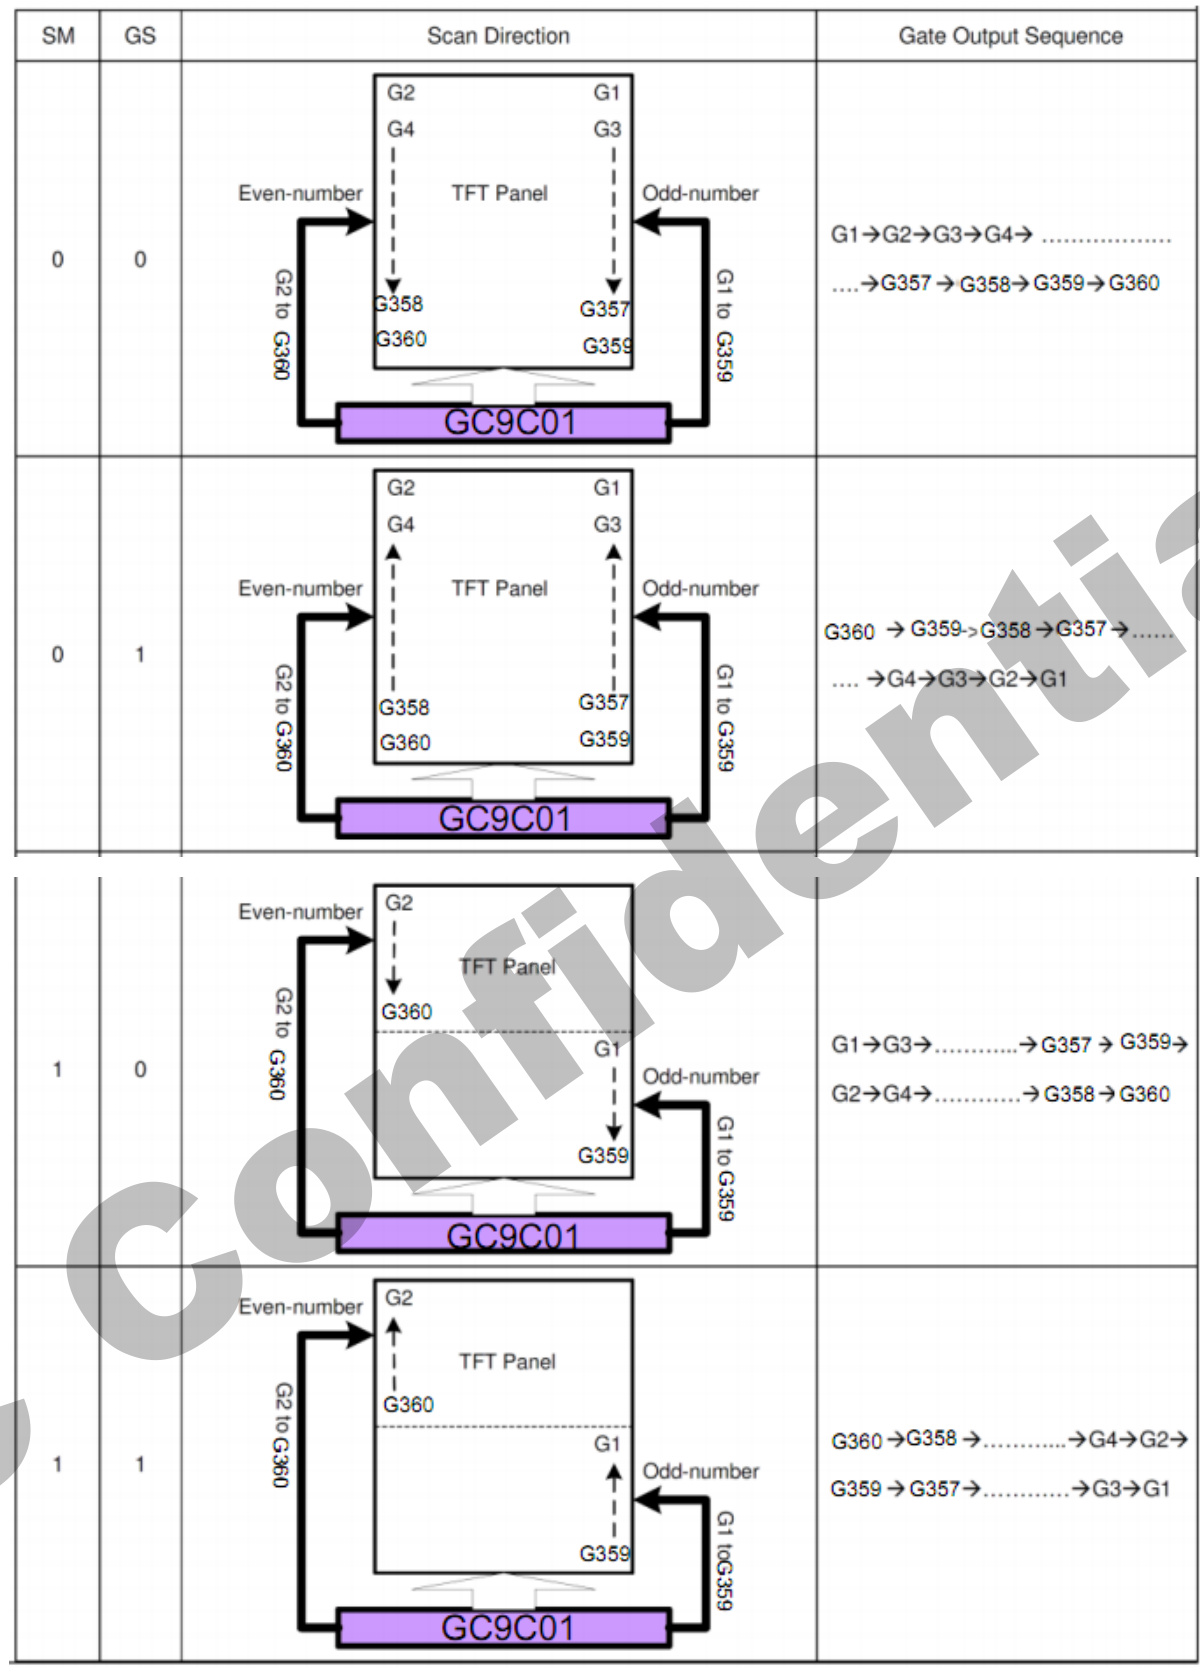 SM GS Scan Direction Gate Output Sequence
G2 G1
G4 G3
Even-number TFT Panel Odd-number
0 0
G2 to G360
G1 to G359
G358 G357
G360 G359
GC9C01
G1→G2→G3→G4→ ..................
....→G357→G358→G359→G360
G2 G1
G4 G3
Even-number TFT Panel Odd-number
0 1
G2 to G360
G1 to G359
G358 G357
G360 G359
GC9C01
G360 →G359->G358→G357→......
.... →G4→G3→G2→G1
G2
Even-number
TFT Panel
G360
1 0
G2 to G360
G1
Odd-number
G1 to G359
G359
GC9C01
G1→G3→............→G357→G359→
G2→G4→............→G358→G360
G2
Even-number
TFT Panel
G360
1 1
G2 to G360
G1
Odd-number
G1 toG359
G359
GC9C01
G360→G358→............→G4→G2→
G359→G357→............→G3→G1
Confidentia